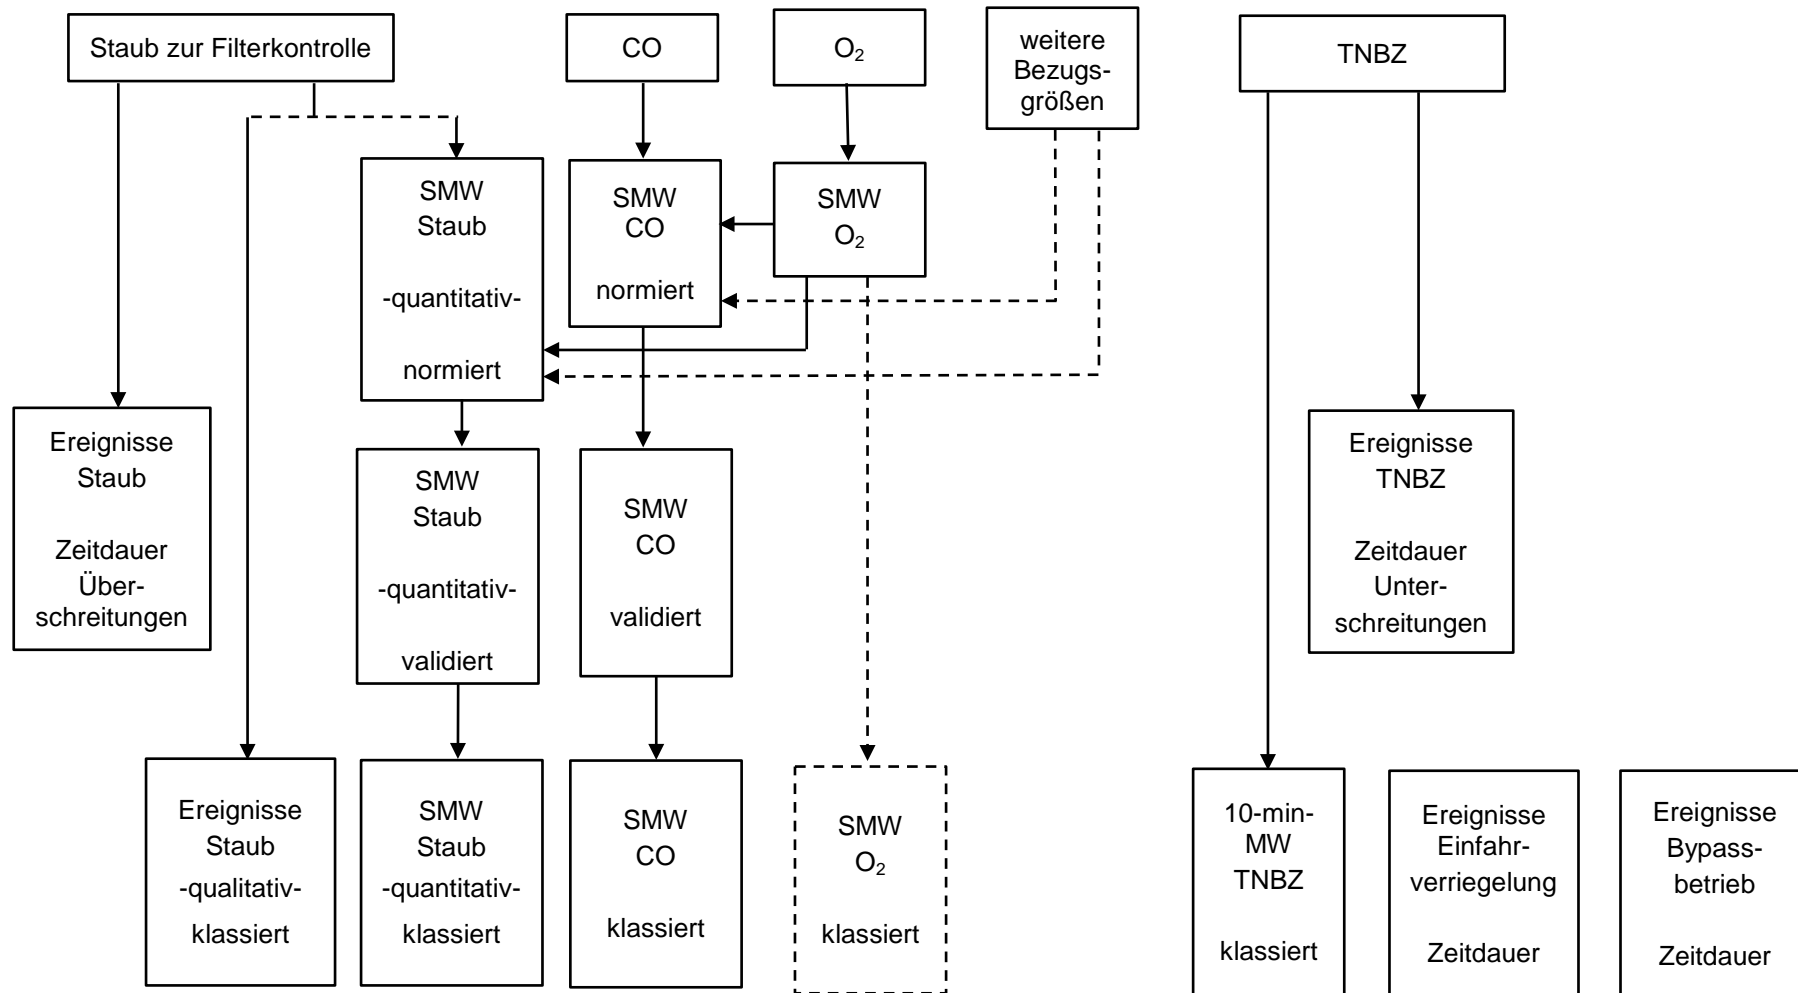 Staub zur Filterkontrolle
CO
O₂
weitere
Bezugs-
größen
TNBZ
SMW
Staub
-quantitativ-
normiert
SMW
CO
normiert
SMW
O₂
Ereignisse
Staub
Zeitdauer
Über-
schreitungen
SMW
Staub
-quantitativ-
validiert
SMW
CO
validiert
Ereignisse
TNBZ
Zeitdauer
Unter-
schreitungen
Ereignisse
Staub
-qualitativ-
klassiert
SMW
Staub
-quantitativ-
klassiert
SMW
CO
klassiert
SMW
O₂
klassiert
10-min-
MW
TNBZ
klassiert
Ereignisse
Einfahr-
verriegelung
Zeitdauer
Ereignisse
Bypass-
betrieb
Zeitdauer